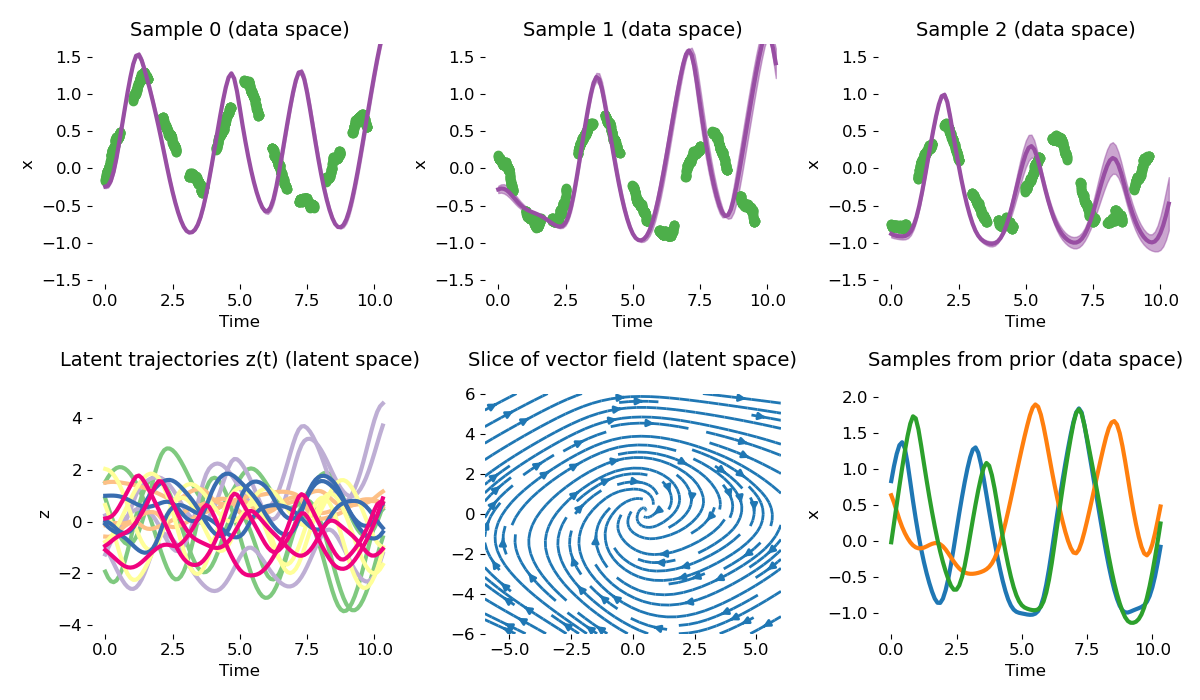 Sample 0 (data space)
1.5
1.0
0.5
0.0
−0.5
−1.0
−1.5
x
0.0 2.5 5.0 7.5 10.0
Time
Sample 1 (data space)
1.5
1.0
0.5
0.0
−0.5
−1.0
−1.5
x
0.0 2.5 5.0 7.5 10.0
Time
Sample 2 (data space)
1.5
1.0
0.5
0.0
−0.5
−1.0
−1.5
x
0.0 2.5 5.0 7.5 10.0
Time
Latent trajectories z(t) (latent space)
4
2
0
−2
−4
z
0.0 2.5 5.0 7.5 10.0
Time
Slice of vector field (latent space)
6
4
2
0
−2
−4
−6
−5.0 −2.5 0.0 2.5 5.0
Samples from prior (data space)
2.0
1.5
1.0
0.5
0.0
−0.5
−1.0
x
0.0 2.5 5.0 7.5 10.0
Time